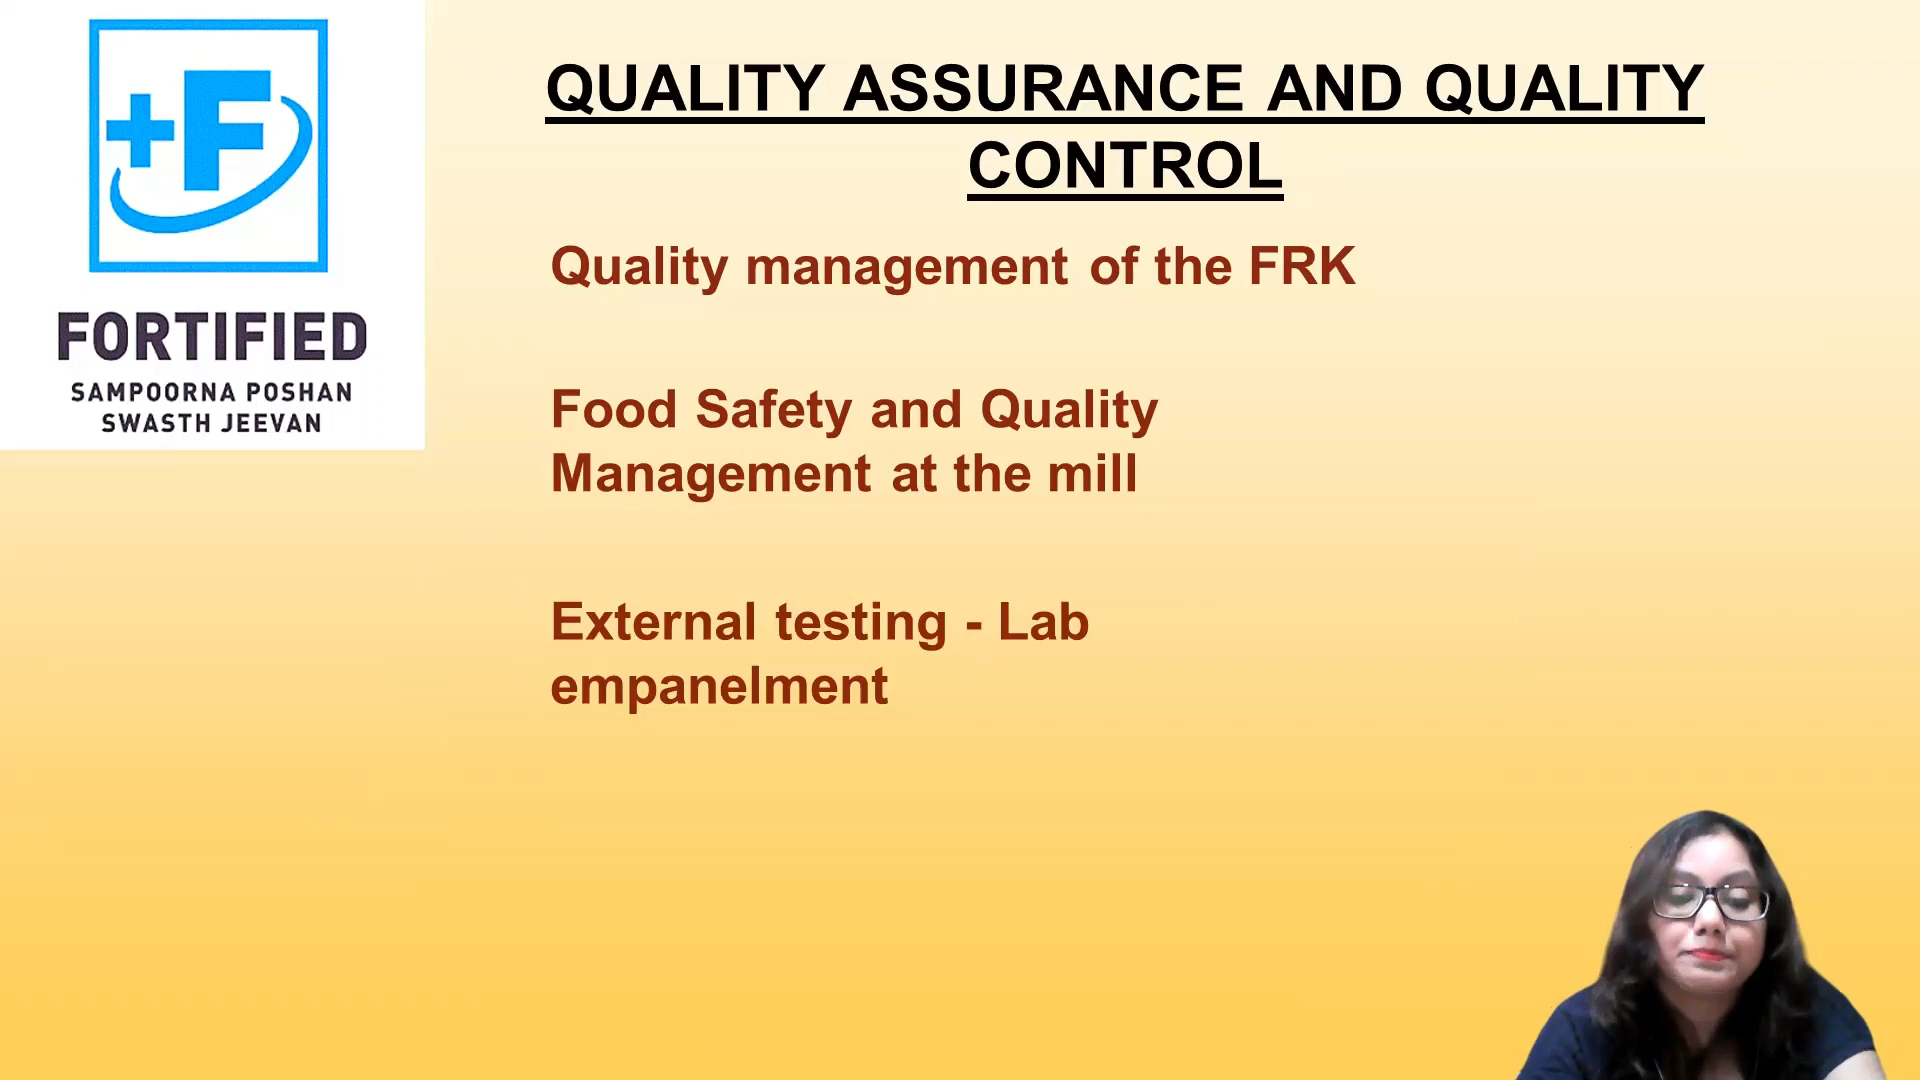 +F
FORTIFIED
SAMPOORNA POSHAN
SWASTH JEEVAN
QUALITY ASSURANCE AND QUALITY
CONTROL
Quality management of the FRK
Food Safety and Quality
Management at the mill
External testing - Lab
empanelment